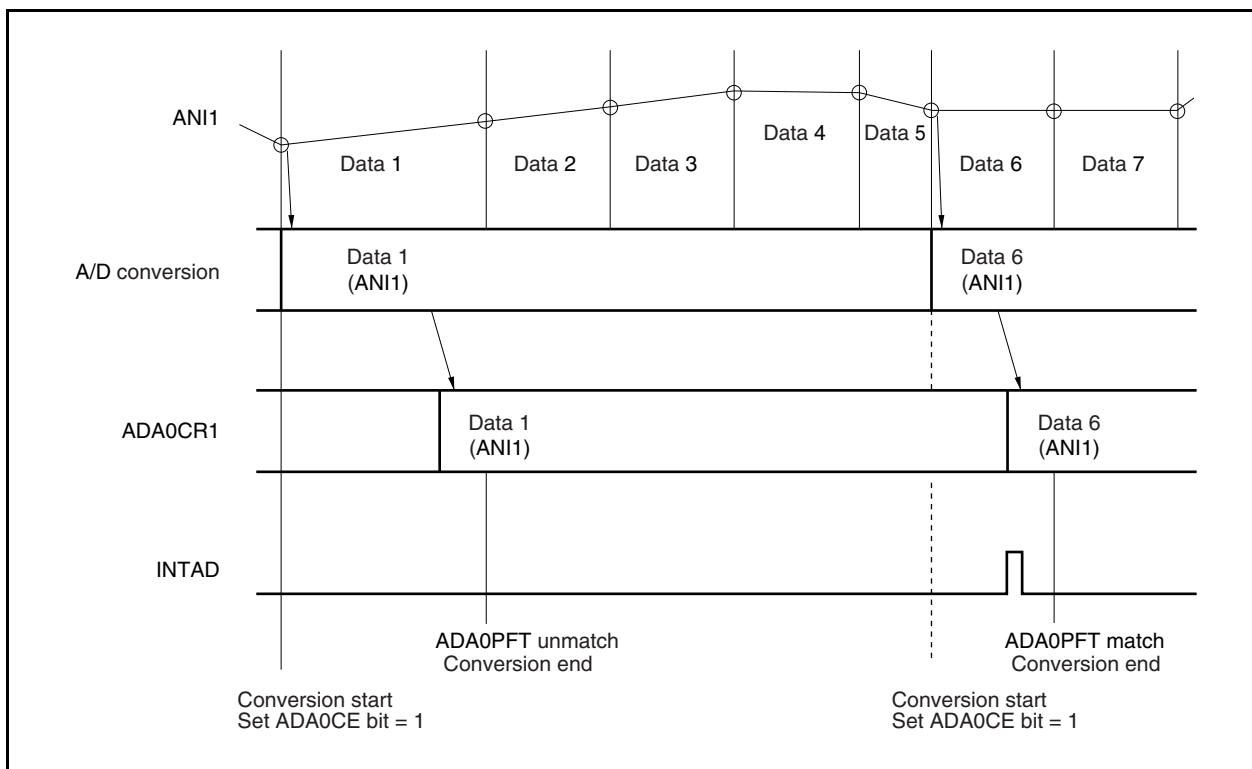 ANI1
Data 1
Data 2
Data 3
Data 4
Data 5
Data 6
Data 7
A/D conversion
Data 1
(ANI1)
Data 6
(ANI1)
ADA0CR1
Data 1
(ANI1)
Data 6
(ANI1)
INTAD
ADA0PFT unmatch
Conversion end
ADA0PFT match
Conversion end
Conversion start
Set ADA0CE bit = 1
Conversion start
Set ADA0CE bit = 1